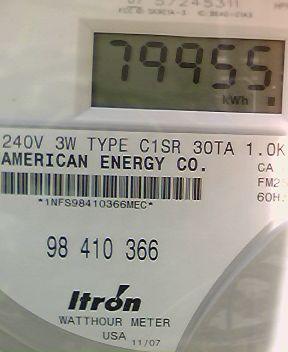 79955
kWh
240V 3W TYPE C1SR 30TA 1.0K
AMERICAN ENERGY CO.
CA
*1NFS98410366MEC*
60H
98 410 366
Itron
WATTHOUR METER
USA 11/07